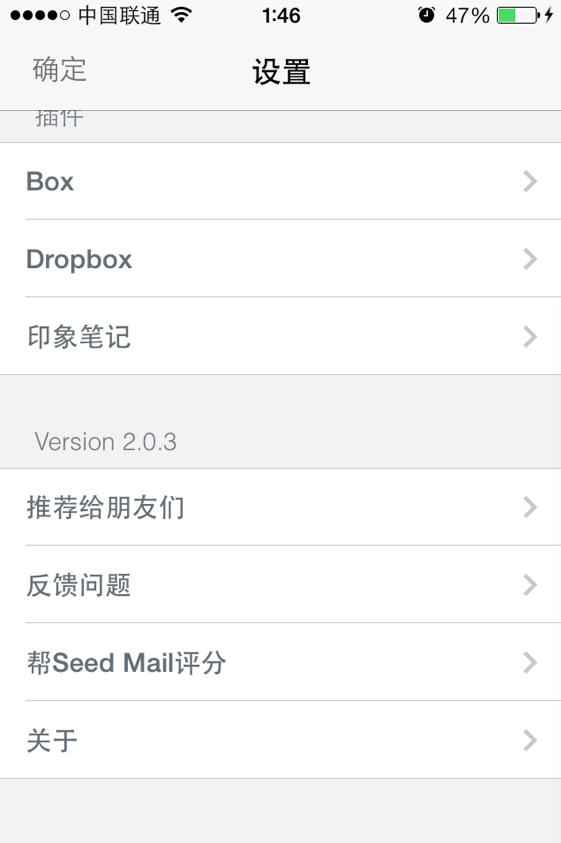 中国联通 1:46 47%
确定 设置
插件
Box
Dropbox
印象笔记
Version 2.0.3
推荐给朋友们
反馈问题
帮Seed Mail评分
关于